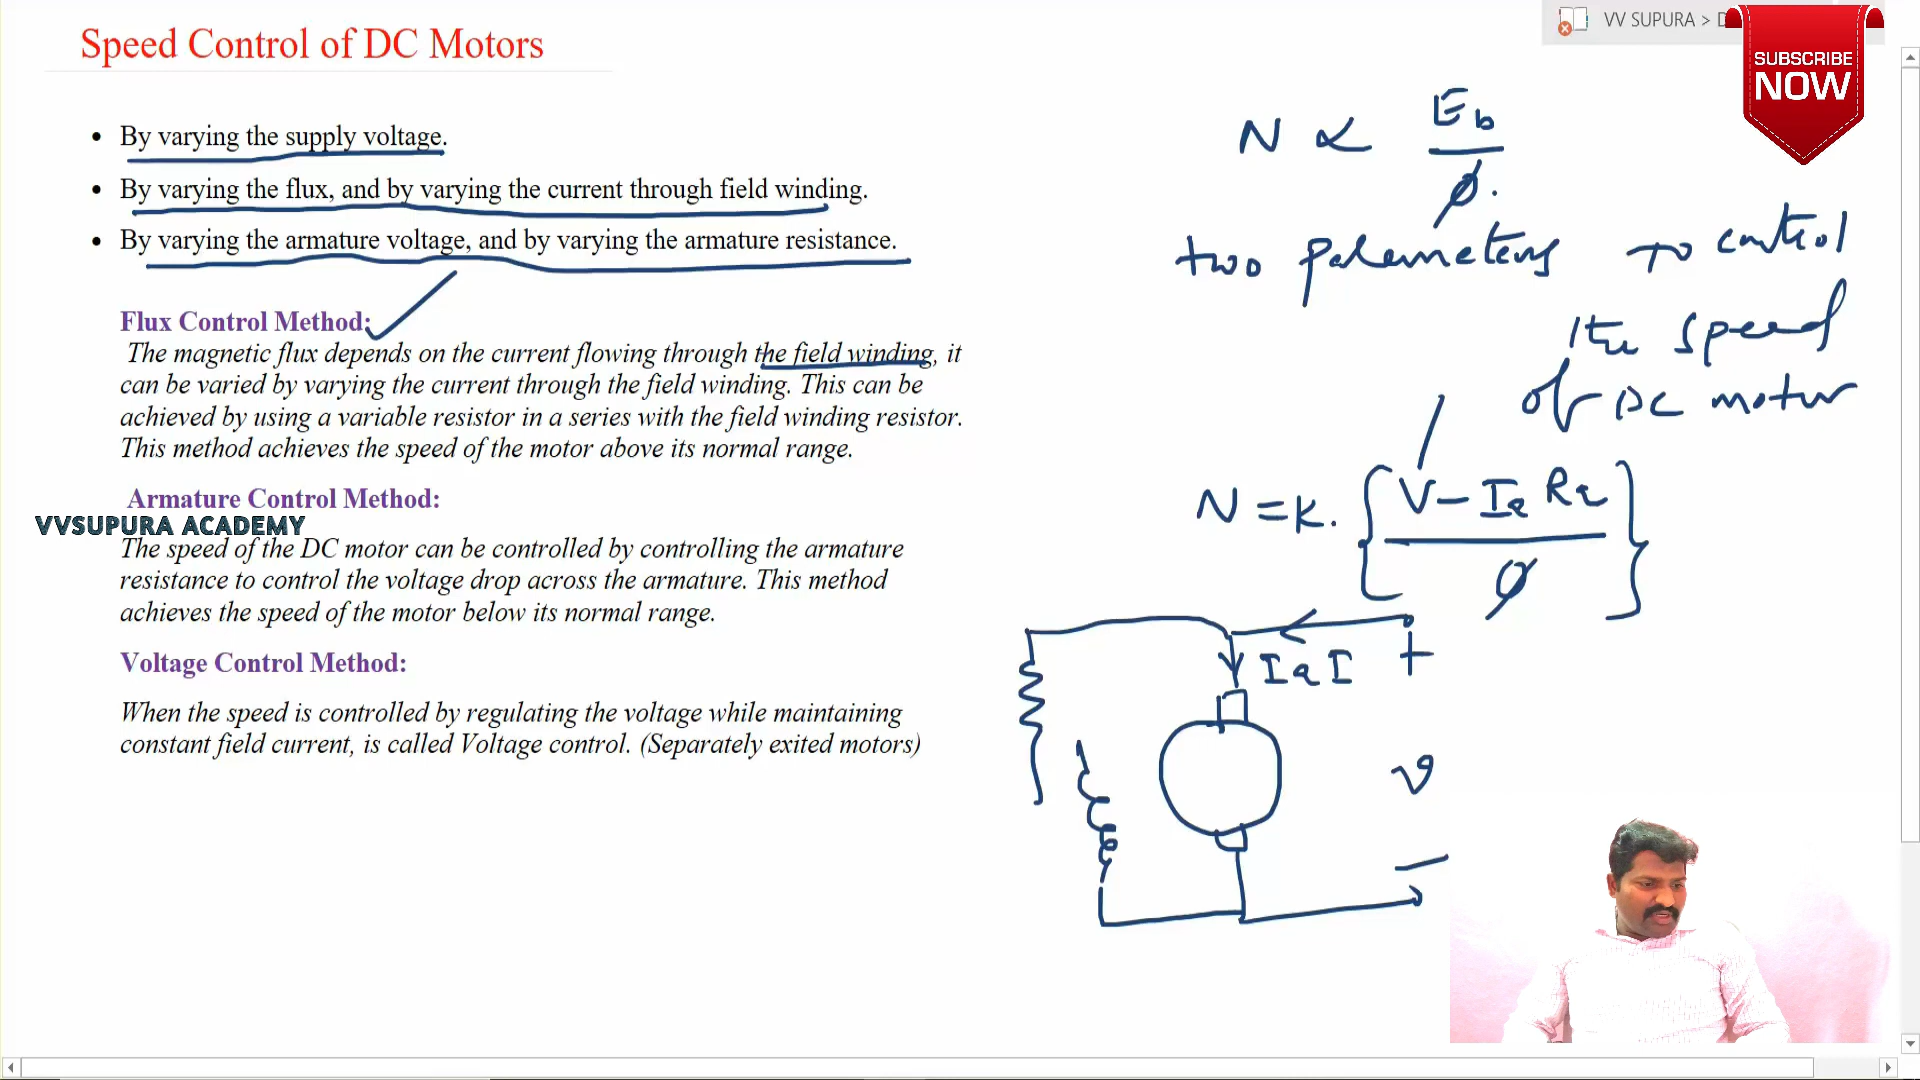 Speed Control of DC Motors
• By varying the supply voltage.
• By varying the flux, and by varying the current through field winding.
• By varying the armature voltage, and by varying the armature resistance.
Flux Control Method:
The magnetic flux depends on the current flowing through the field winding, it
can be varied by varying the current through the field winding. This can be
achieved by using a variable resistor in a series with the field winding resistor.
This method achieves the speed of the motor above its normal range.
Armature Control Method:
VVSUPURA ACADEMY
The speed of the DC motor can be controlled by controlling the armature
resistance to control the voltage drop across the armature. This method
achieves the speed of the motor below its normal range.
Voltage Control Method:
When the speed is controlled by regulating the voltage while maintaining
constant field current, is called Voltage control. (Separately exited motors)
VV SUPURA > D
SUBSCRIBE
NOW
N ∝ Eb/φ.
two parameters to control
the speed
of DC motor
N = K. {V - Ia Ra / φ}
Ia I +
V
−